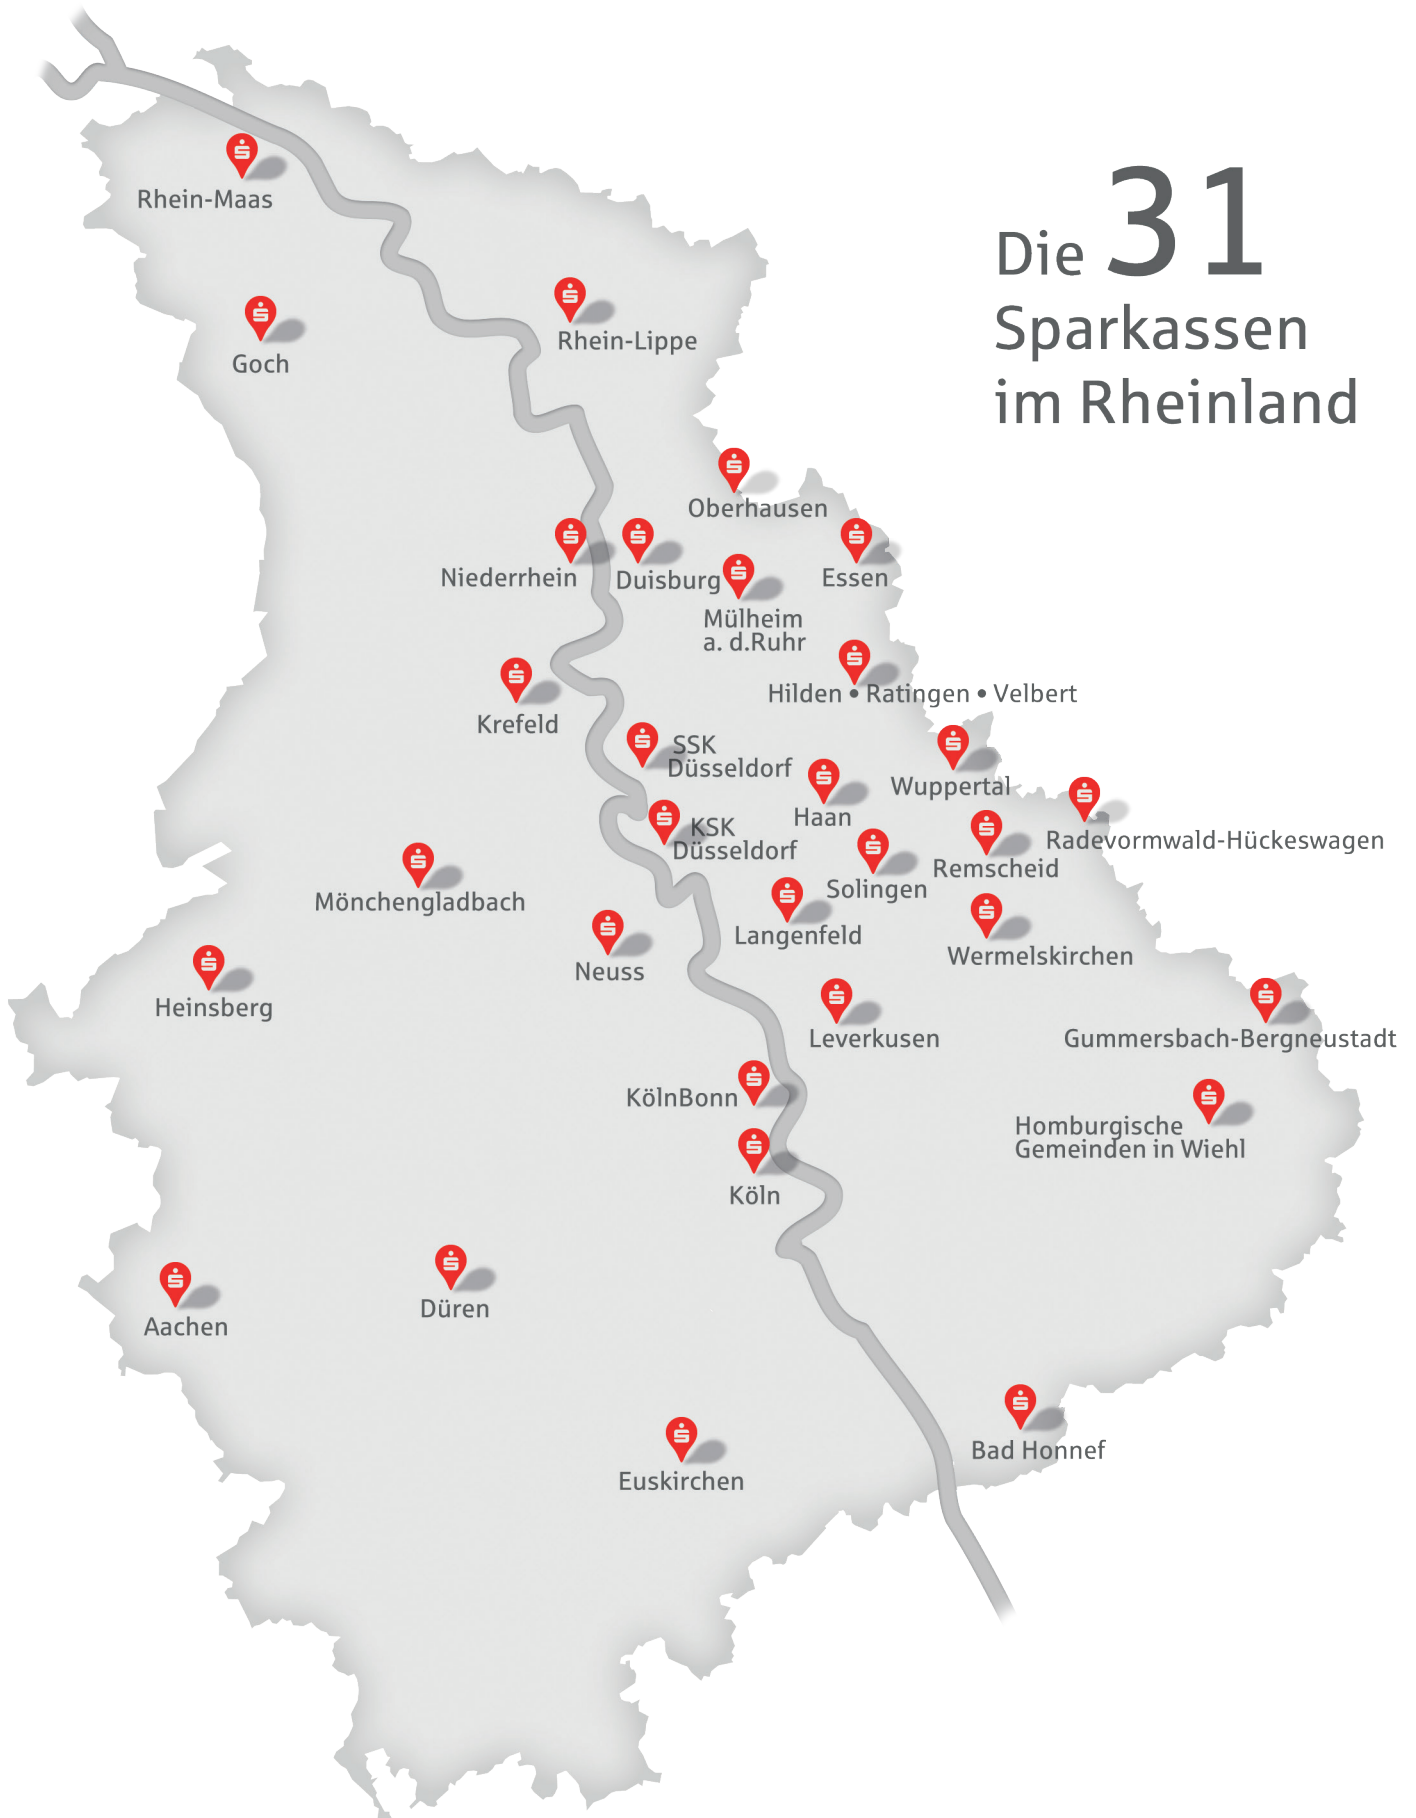 Die 31
Sparkassen
im Rheinland
Rhein-Maas
Rhein-Lippe
Goch
Oberhausen
Niederrhein
Duisburg
Essen
Mülheim
a. d.Ruhr
Hilden • Ratingen • Velbert
Krefeld
SSK
Düsseldorf
Wuppertal
Haan
KSK
Düsseldorf
Radevormwald-Hückeswagen
Remscheid
Solingen
Mönchengladbach
Langenfeld
Wermelskirchen
Neuss
Heinsberg
Leverkusen
Gummersbach-Bergneustadt
KölnBonn
Homburgische
Gemeinden in Wiehl
Köln
Düren
Aachen
Bad Honnef
Euskirchen